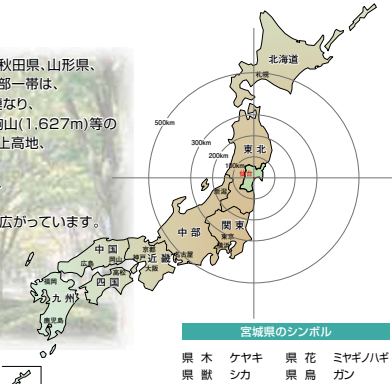 秋田県、山形県、
部一帯は、
なり、
山(1,627m)等の
上高地、
広がっています。
北海道
札幌
500km
300km
200km
100km
東北
仙台
新潟
関東
東京
横浜
中部
名古屋
近畿
京都
神戸
大阪
中国
岡山
広島
四国
高松
九州
福岡
鹿児島
宮城県のシンボル
県木 ケヤキ 県花 ミヤギノハギ
県獣 シカ 県鳥 ガン